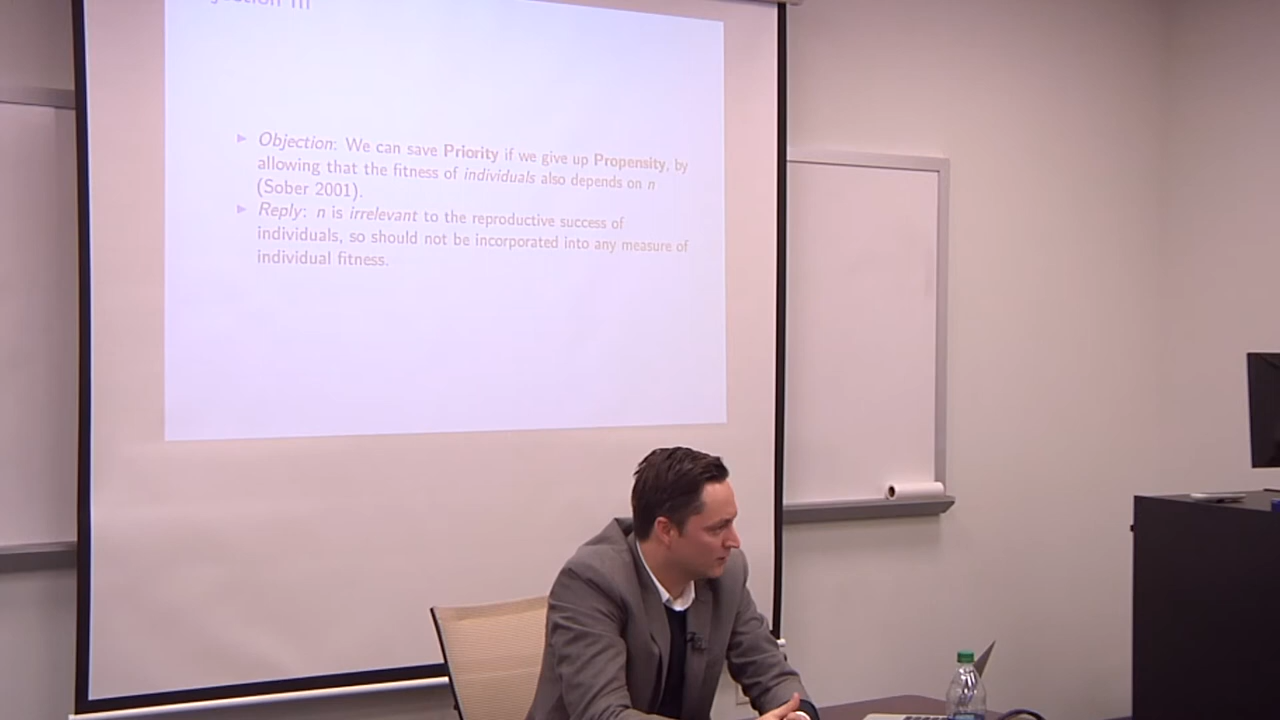 III
▶ Objection: We can save Priority if we give up Propensity, by
allowing that the fitness of individuals also depends on n
(Sober 2001).
▶ Reply: n is irrelevant to the reproductive success of
individuals, so should not be incorporated into any measure of
individual fitness.